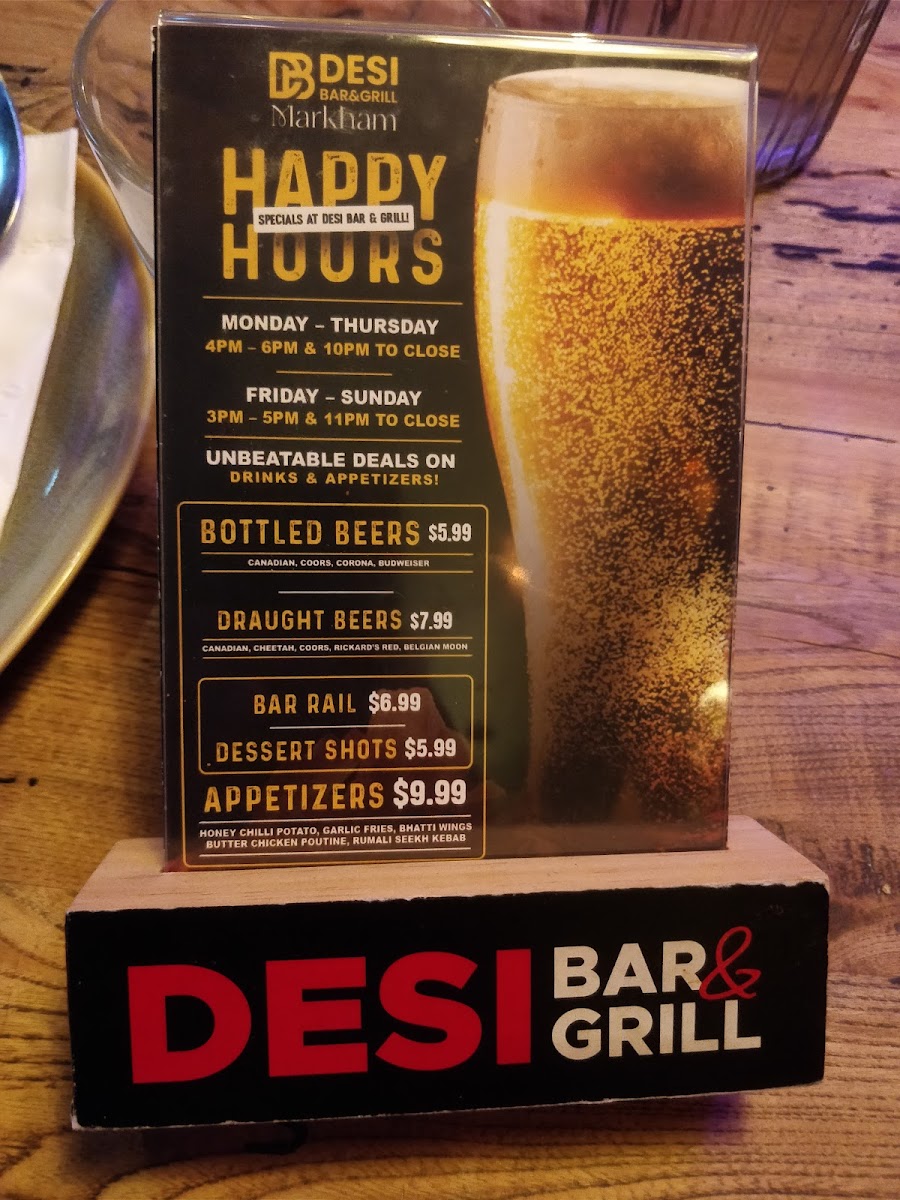 DB DESI
BAR&GRILL
Markham
HAPPY
SPECIALS AT DESI BAR & GRILL!
HOURS
MONDAY – THURSDAY
4PM – 6PM & 10PM TO CLOSE
FRIDAY – SUNDAY
3PM – 5PM & 11PM TO CLOSE
UNBEATABLE DEALS ON
DRINKS & APPETIZERS!
BOTTLED BEERS $5.99
CANADIAN, COORS, CORONA, BUDWEISER
DRAUGHT BEERS $7.99
CANADIAN, CHEETAH, COORS, RICKARD'S RED, BELGIAN MOON
BAR RAIL $6.99
DESSERT SHOTS $5.99
APPETIZERS $9.99
HONEY CHILLI POTATO, GARLIC FRIES, BHATTI WINGS
BUTTER CHICKEN POUTINE, RUMALI SEEKH KEBAB
DESI BAR &
GRILL